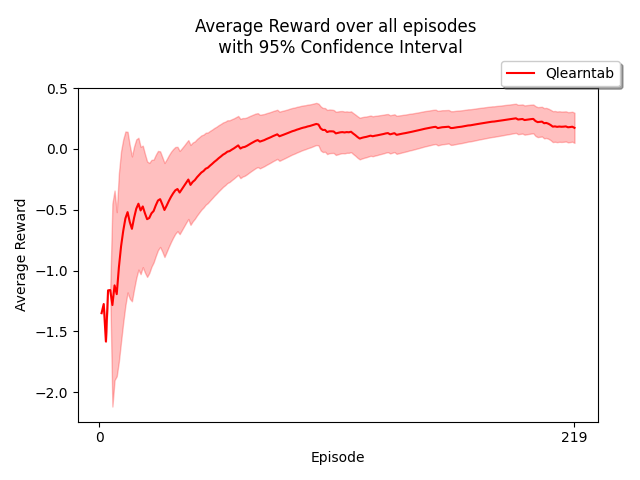 Average Reward over all episodes
with 95% Confidence Interval
Qlearntab
0.5
0.0
−0.5
−1.0
−1.5
−2.0
Average Reward
0
219
Episode